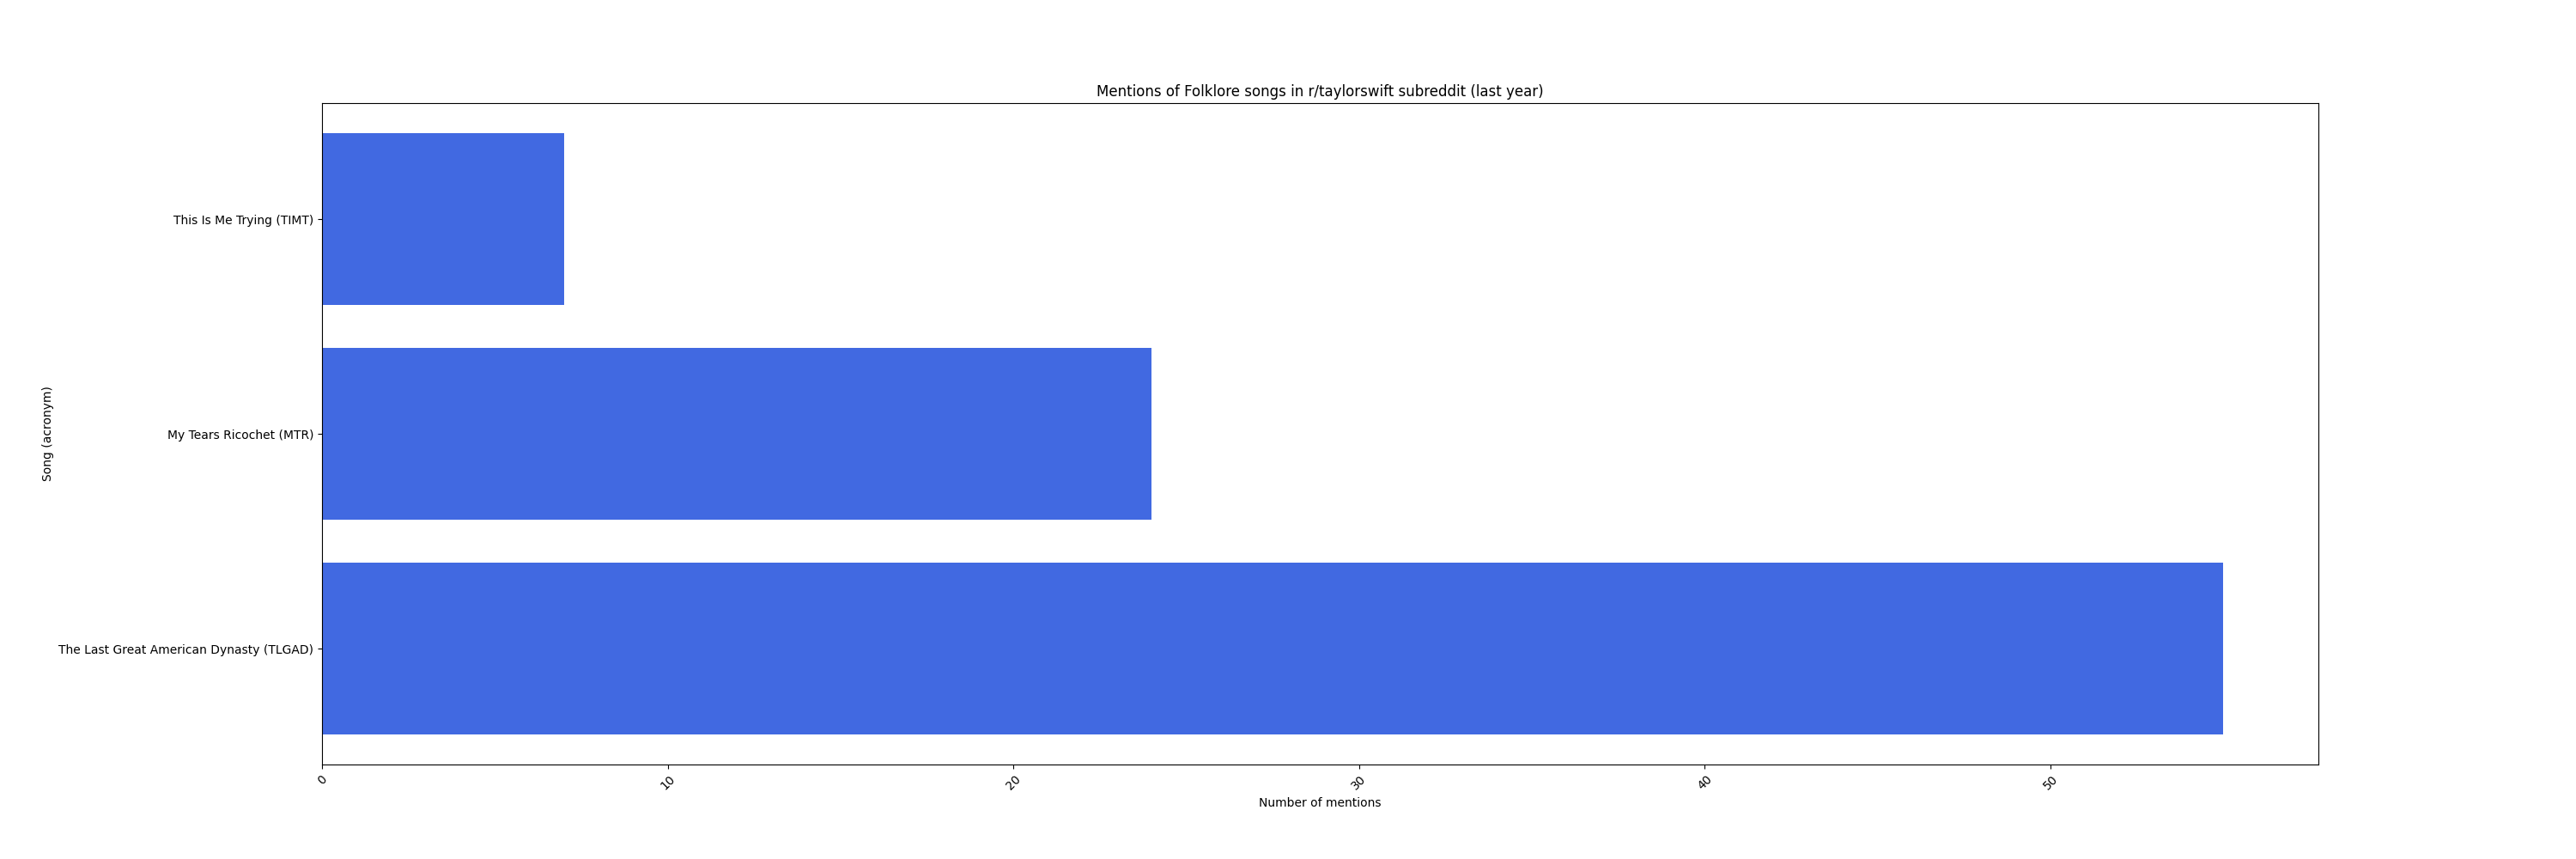 Mentions of Folklore songs in r/taylorswift subreddit (last year)
Song (acronym)
This Is Me Trying (TIMT)
My Tears Ricochet (MTR)
The Last Great American Dynasty (TLGAD)
0 10 20 30 40 50
Number of mentions